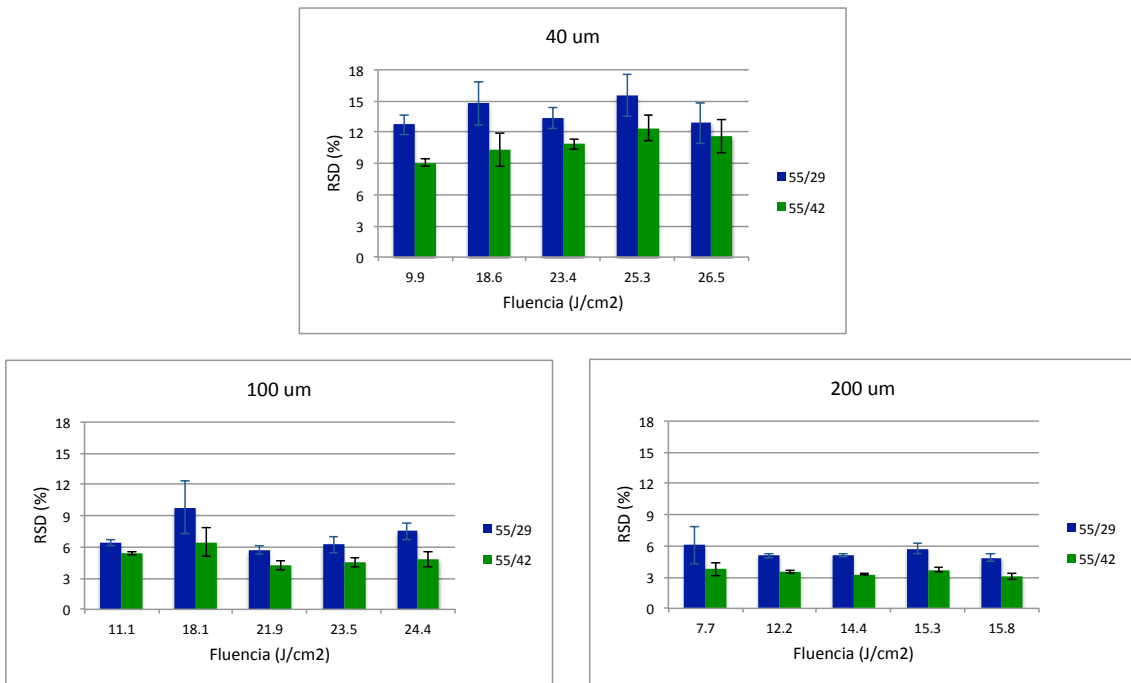 40 um
18
15
12
9
6
3
0
RSD (%)
9.9 18.6 23.4 25.3 26.5
Fluencia (J/cm2)
55/29
55/42
100 um
18
15
12
9
6
3
0
RSD (%)
11.1 18.1 21.9 23.5 24.4
Fluencia (J/cm2)
55/29
55/42
200 um
18
15
12
9
6
3
0
RSD (%)
7.7 12.2 14.4 15.3 15.8
Fluencia (J/cm2)
55/29
55/42